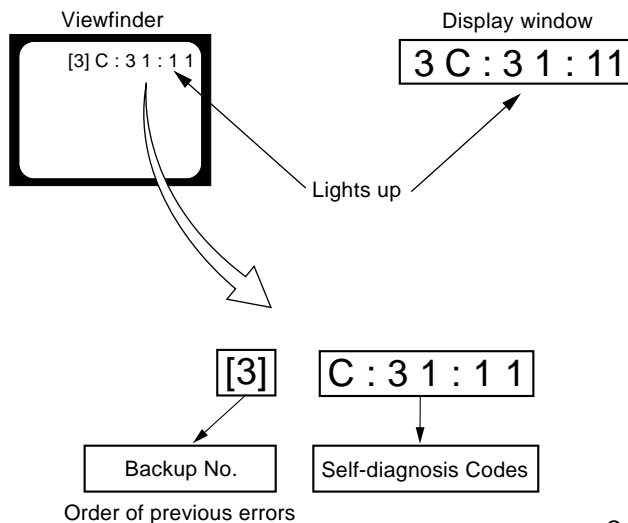 Viewfinder
Display window
[3] C : 3 1 : 1 1
3 C : 3 1 : 11
Lights up
[3]
C : 3 1 : 1 1
Backup No.
Self-diagnosis Codes
Order of previous errors